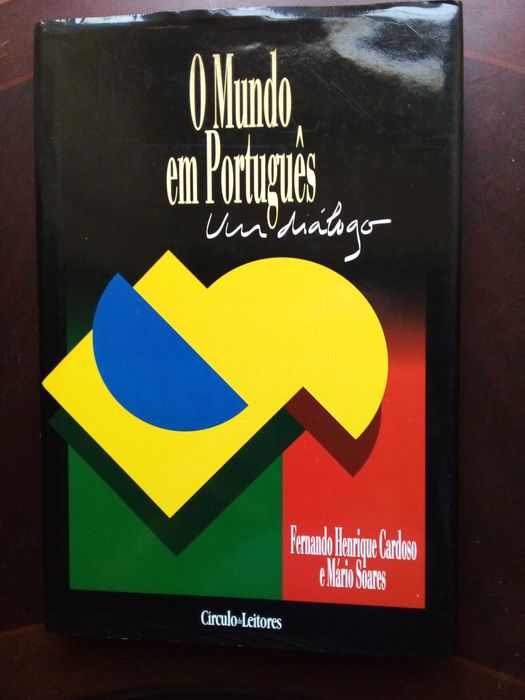 O Mundo
em Português
Um diálogo
Fernando Henrique Cardoso
e Mário Soares
Círculo de Leitores